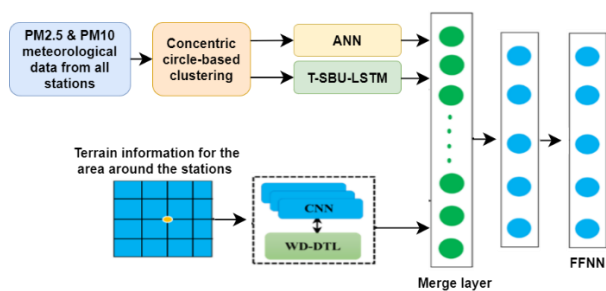 PM2.5 & PM10
meteorological
data from all
stations
Concentric
circle-based
clustering
ANN
T-SBU-LSTM
Terrain information for the
area around the stations
CNN
WD-DTL
Merge layer
FFNN